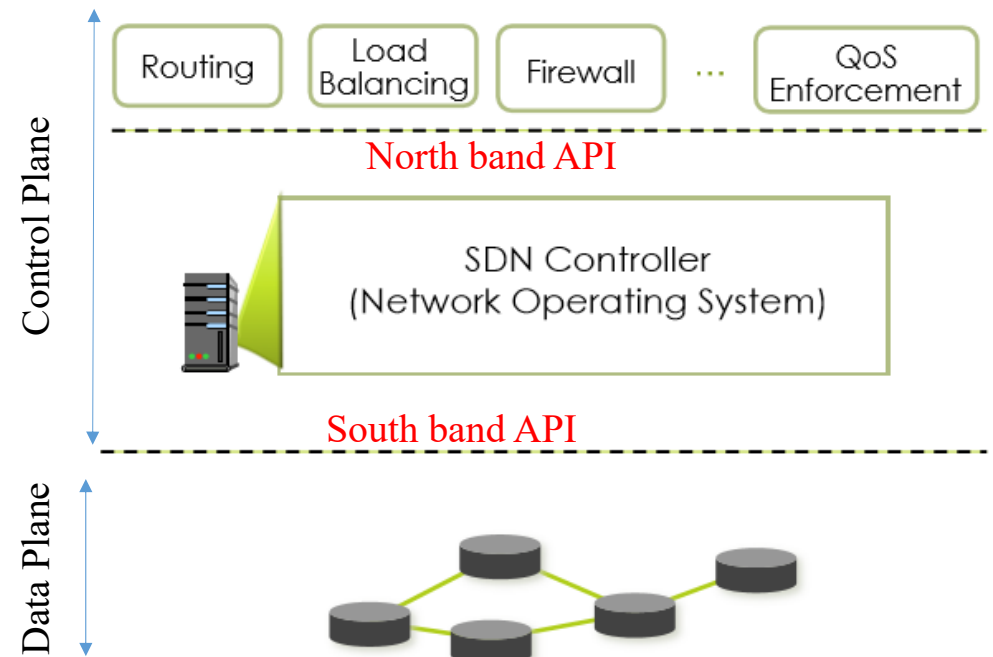 Routing
Load
Balancing
Firewall
...
QoS
Enforcement
North band API
Control Plane
SDN Controller
(Network Operating System)
South band API
Data Plane